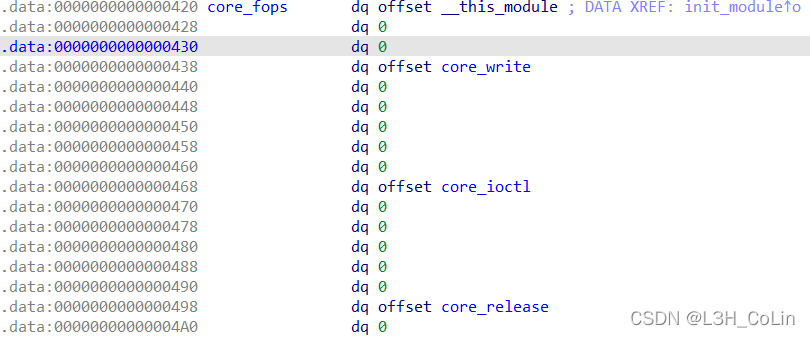 .data:0000000000000420 core_fops dq offset __this_module ; DATA XREF: init_module↑o
.data:0000000000000428 dq 0
.data:0000000000000430 dq 0
.data:0000000000000438 dq offset core_write
.data:0000000000000440 dq 0
.data:0000000000000448 dq 0
.data:0000000000000450 dq 0
.data:0000000000000458 dq 0
.data:0000000000000460 dq 0
.data:0000000000000468 dq offset core_ioctl
.data:0000000000000470 dq 0
.data:0000000000000478 dq 0
.data:0000000000000480 dq 0
.data:0000000000000488 dq 0
.data:0000000000000490 dq 0
.data:0000000000000498 dq offset core_release
.data:00000000000004A0 dq 0
CSDN @L3H_CoLin